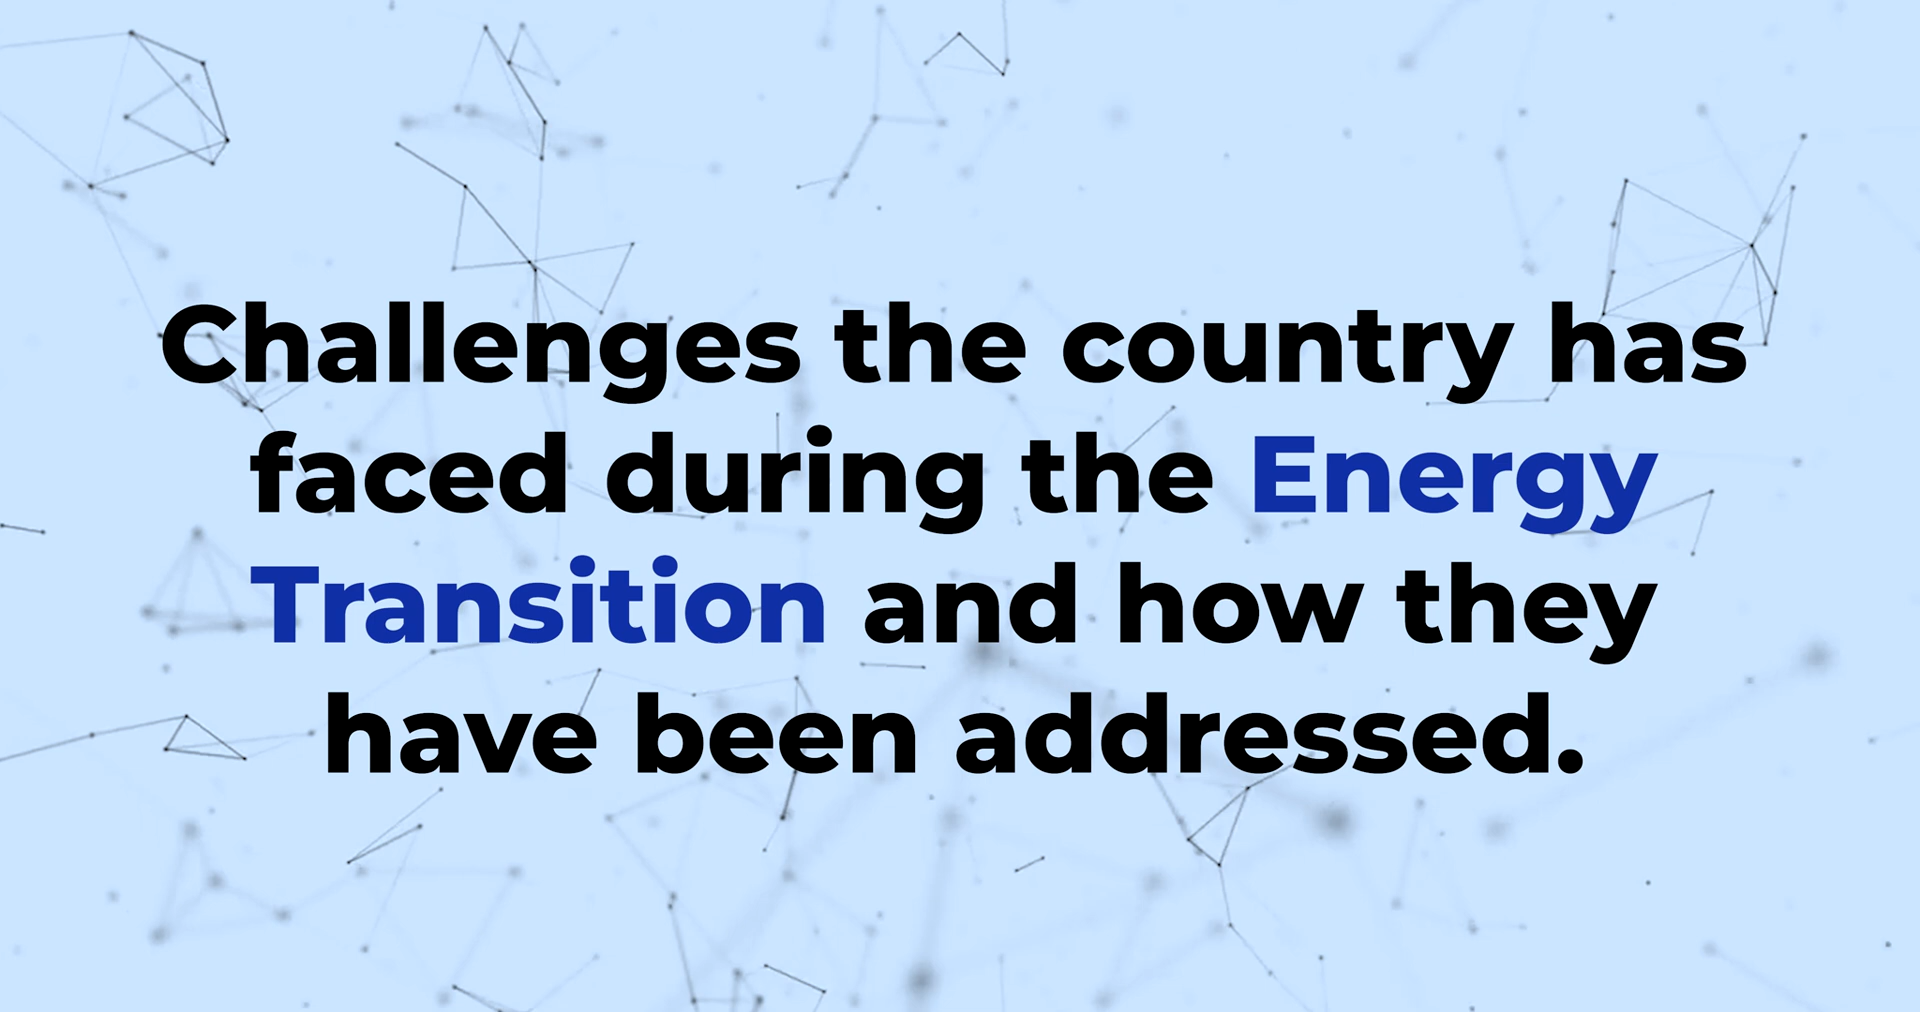 Challenges the country has
faced during the Energy
Transition and how they
have been addressed.